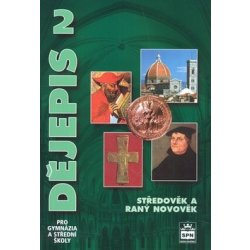 DĚJEPIS 2
STŘEDOVĚK A
RANÝ NOVOVĚK
PRO
GYMNÁZIA
A STŘEDNÍ
ŠKOLY
SPN